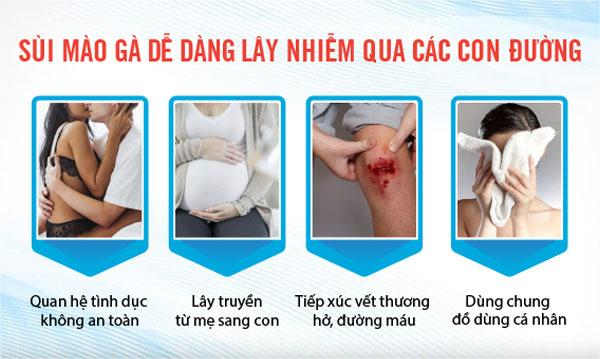 SÙI MÀO GÀ DỄ DÀNG LÂY NHIỄM QUA CÁC CON ĐƯỜNG
Quan hệ tình dục
không an toàn
Lây truyền
từ mẹ sang con
Tiếp xúc vết thương
hở, đường máu
Dùng chung
đồ dùng cá nhân